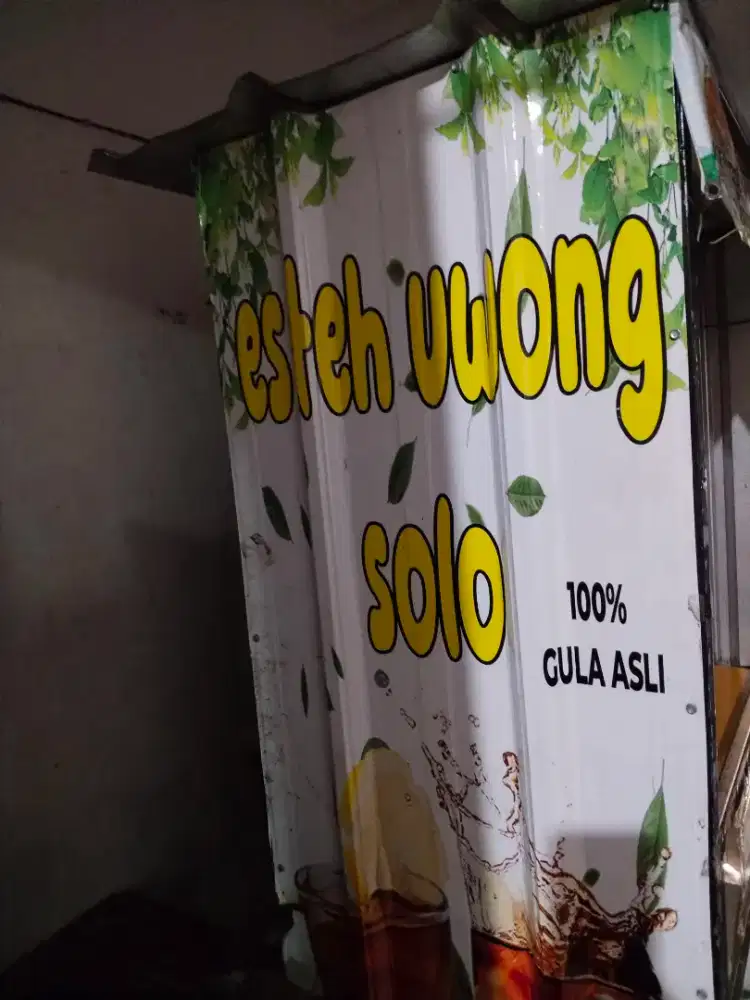 esteh uwong
solo
100%
GULA ASLI